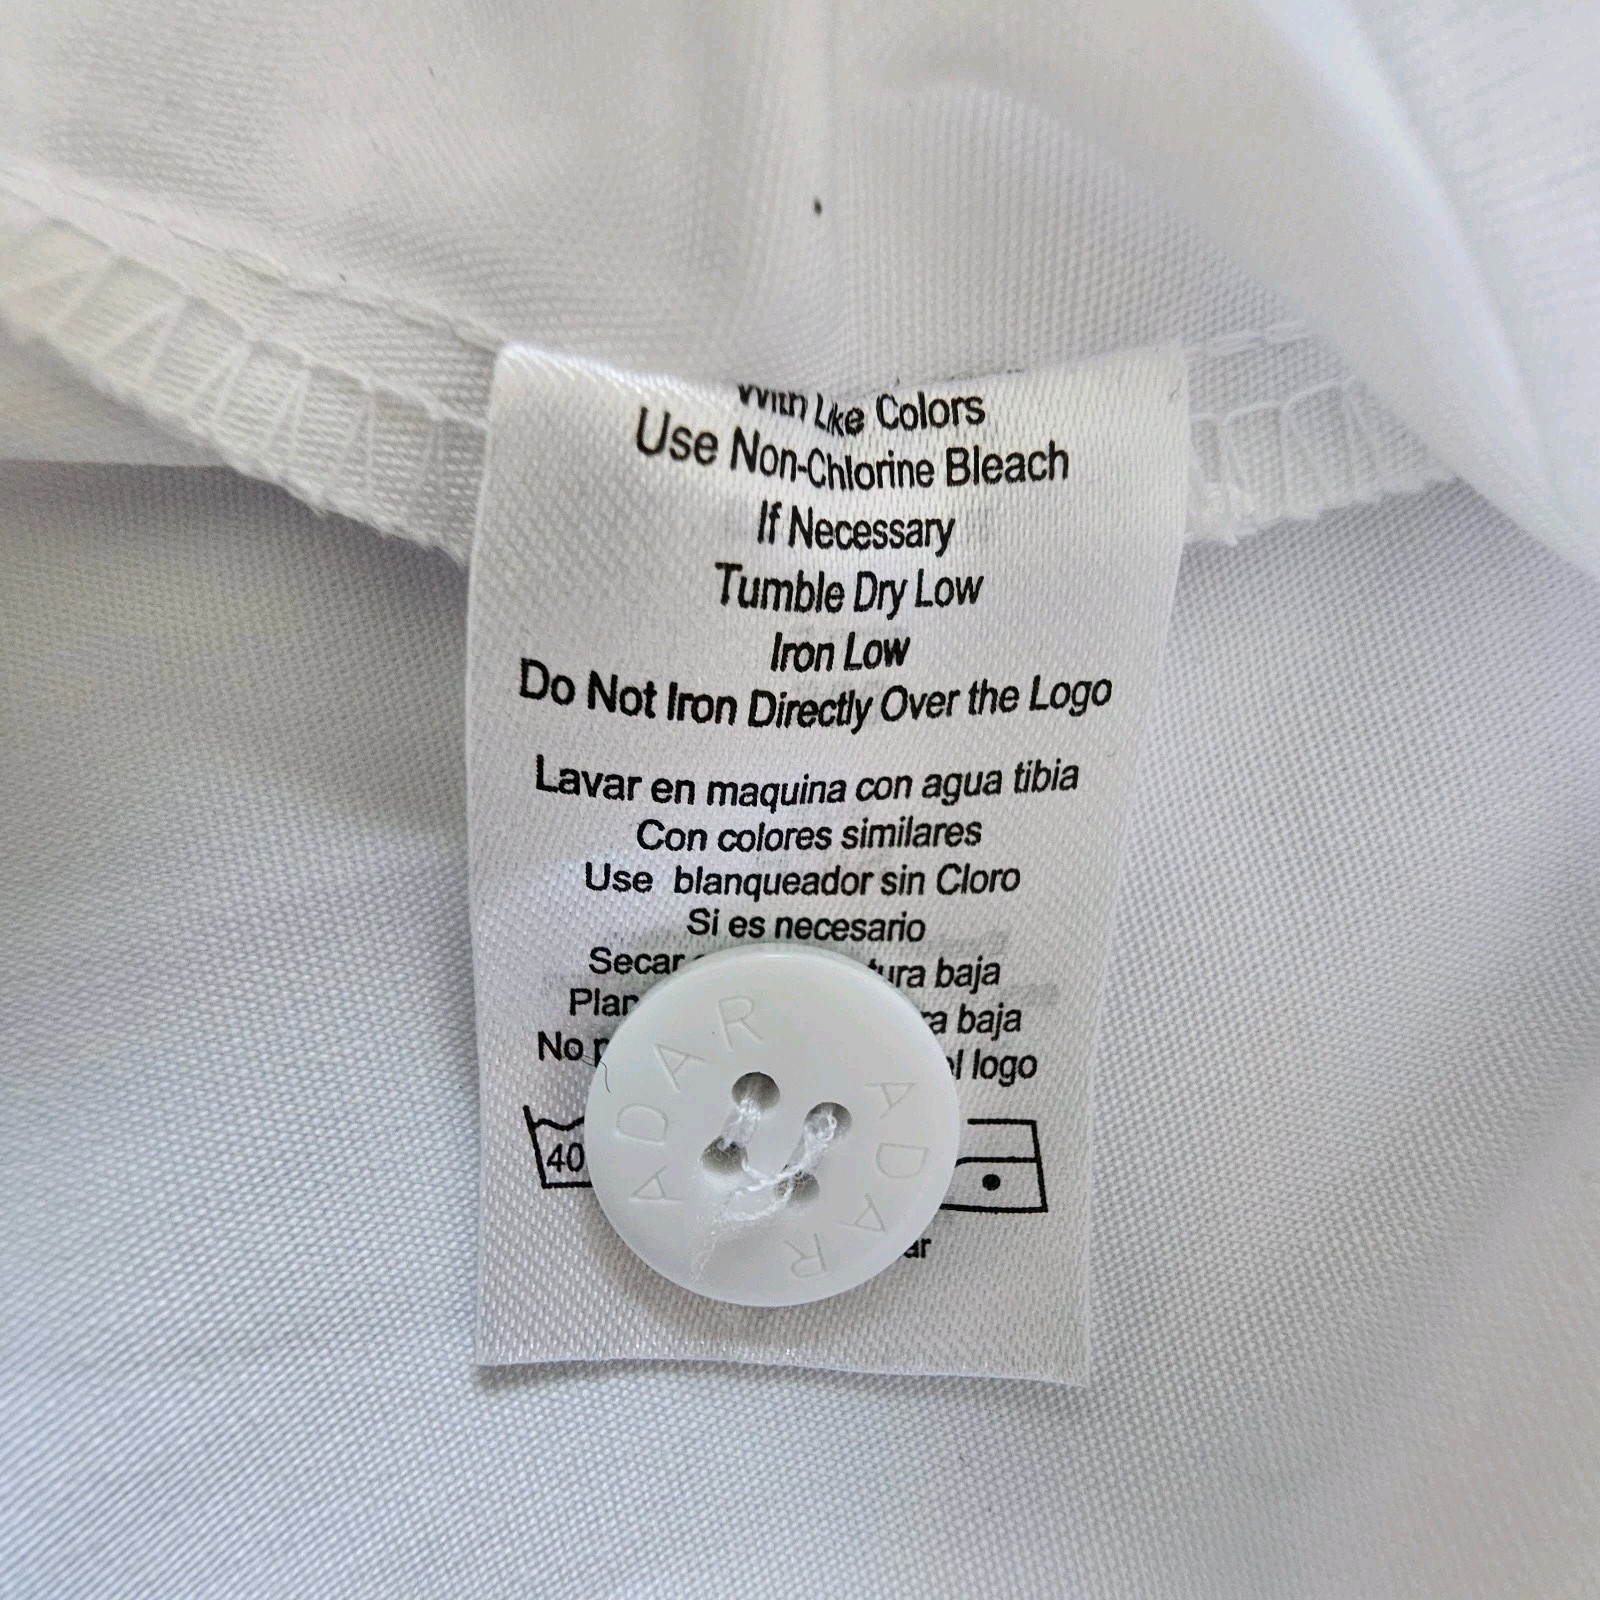 With Like Colors
Use Non-Chlorine Bleach
If Necessary
Tumble Dry Low
Iron Low
Do Not Iron Directly Over the Logo
Lavar en maquina con agua tibia
Con colores similares
Use blanqueador sin Cloro
Si es necesario
Secar baja
baja
No logo
40
ADAR
ADAR